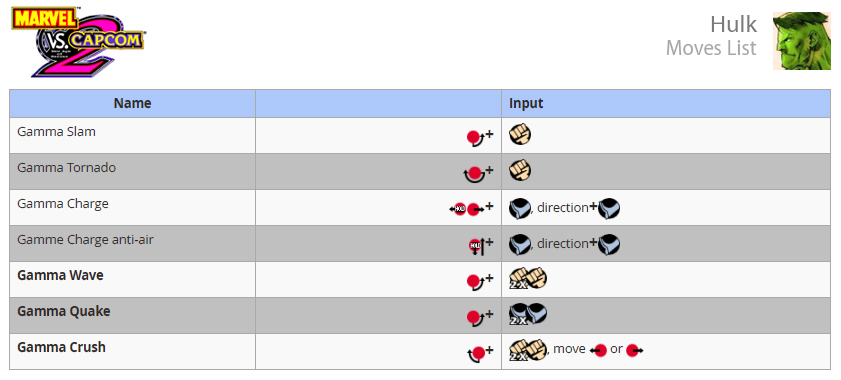 MARVEL
VS. CAPCOM
2
Hulk
Moves List
Name Input
Gamma Slam +
Gamma Tornado +
Gamma Charge HOLD + , direction+
Gamme Charge anti-air HOLD + , direction+
Gamma Wave + 2X
Gamma Quake + 2X
Gamma Crush + 2X , move or